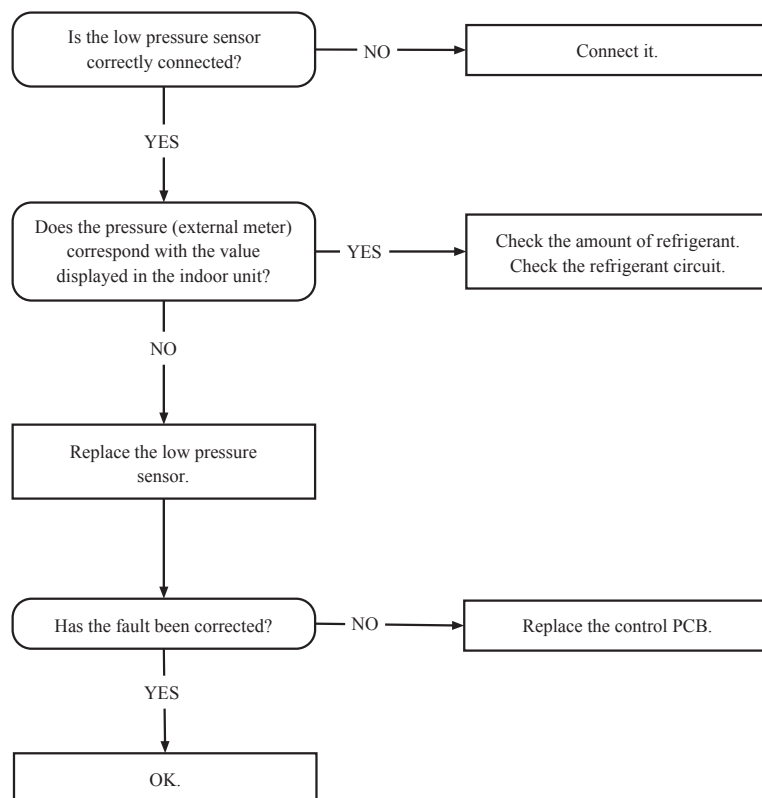 Is the low pressure sensor
correctly connected?
NO
Connect it.
YES
Does the pressure (external meter)
correspond with the value
displayed in the indoor unit?
YES
Check the amount of refrigerant.
Check the refrigerant circuit.
NO
Replace the low pressure
sensor.
Has the fault been corrected?
NO
Replace the control PCB.
YES
OK.